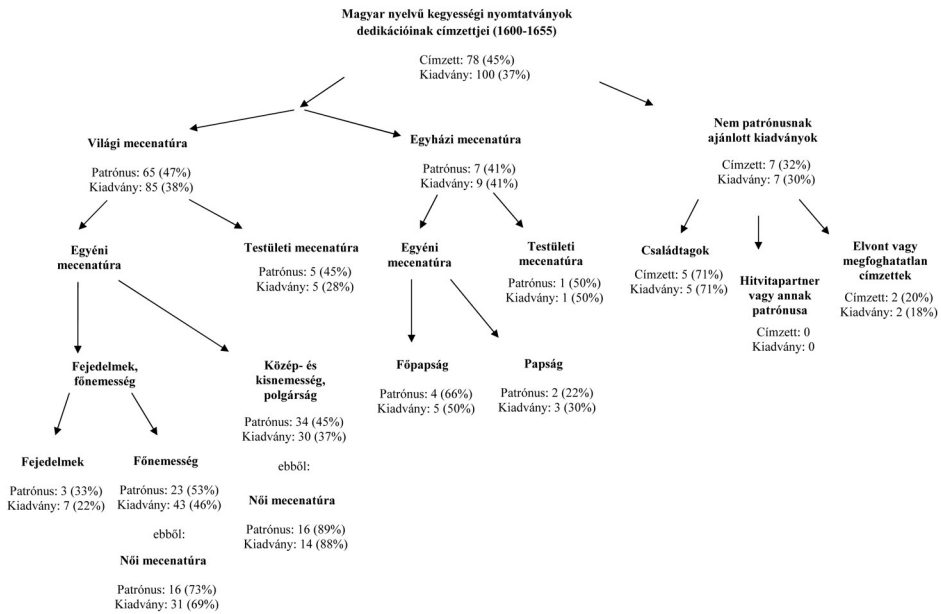 Magyar nyelvű kegyességi nyomtatványok
dedikációinak címzettjei (1600-1655)
Címzett: 78 (45%)
Kiadvány: 100 (37%)
Világi mecenatúra
Patrónus: 65 (47%)
Kiadvány: 85 (38%)
Egyházi mecenatúra
Patrónus: 7 (41%)
Kiadvány: 9 (41%)
Nem patrónusnak
ajánlott kiadványok
Címzett: 7 (32%)
Kiadvány: 7 (30%)
Egyéni
mecenatúra
Testületi mecenatúra
Patrónus: 5 (45%)
Kiadvány: 5 (28%)
Egyéni
mecenatúra
Testületi
mecenatúra
Patrónus: 1 (50%)
Kiadvány: 1 (50%)
Családtagok
Címzett: 5 (71%)
Kiadvány: 5 (71%)
Hitvitapartner
vagy annak
patrónusa
Címzett: 0
Kiadvány: 0
Elvont vagy
megfoghatatlan
címzettek
Címzett: 2 (20%)
Kiadvány: 2 (18%)
Fejedelmek,
főnemesség
Közép- és
kisnemesség,
polgárság
Patrónus: 34 (45%)
Kiadvány: 30 (37%)
ebből:
Női mecenatúra
Patrónus: 16 (89%)
Kiadvány: 14 (88%)
Főpapság
Patrónus: 4 (66%)
Kiadvány: 5 (50%)
Papság
Patrónus: 2 (22%)
Kiadvány: 3 (30%)
Fejedelmek
Patrónus: 3 (33%)
Kiadvány: 7 (22%)
Főnemesség
Patrónus: 23 (53%)
Kiadvány: 43 (46%)
ebből:
Női mecenatúra
Patrónus: 16 (73%)
Kiadvány: 31 (69%)